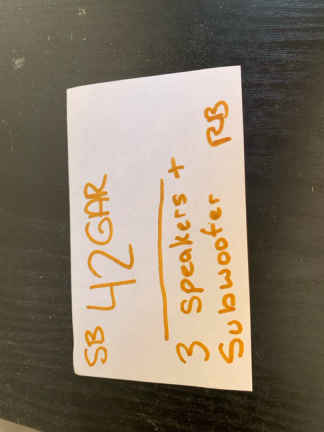 SB 42GAR
3 speakers +
Subwoofer RB